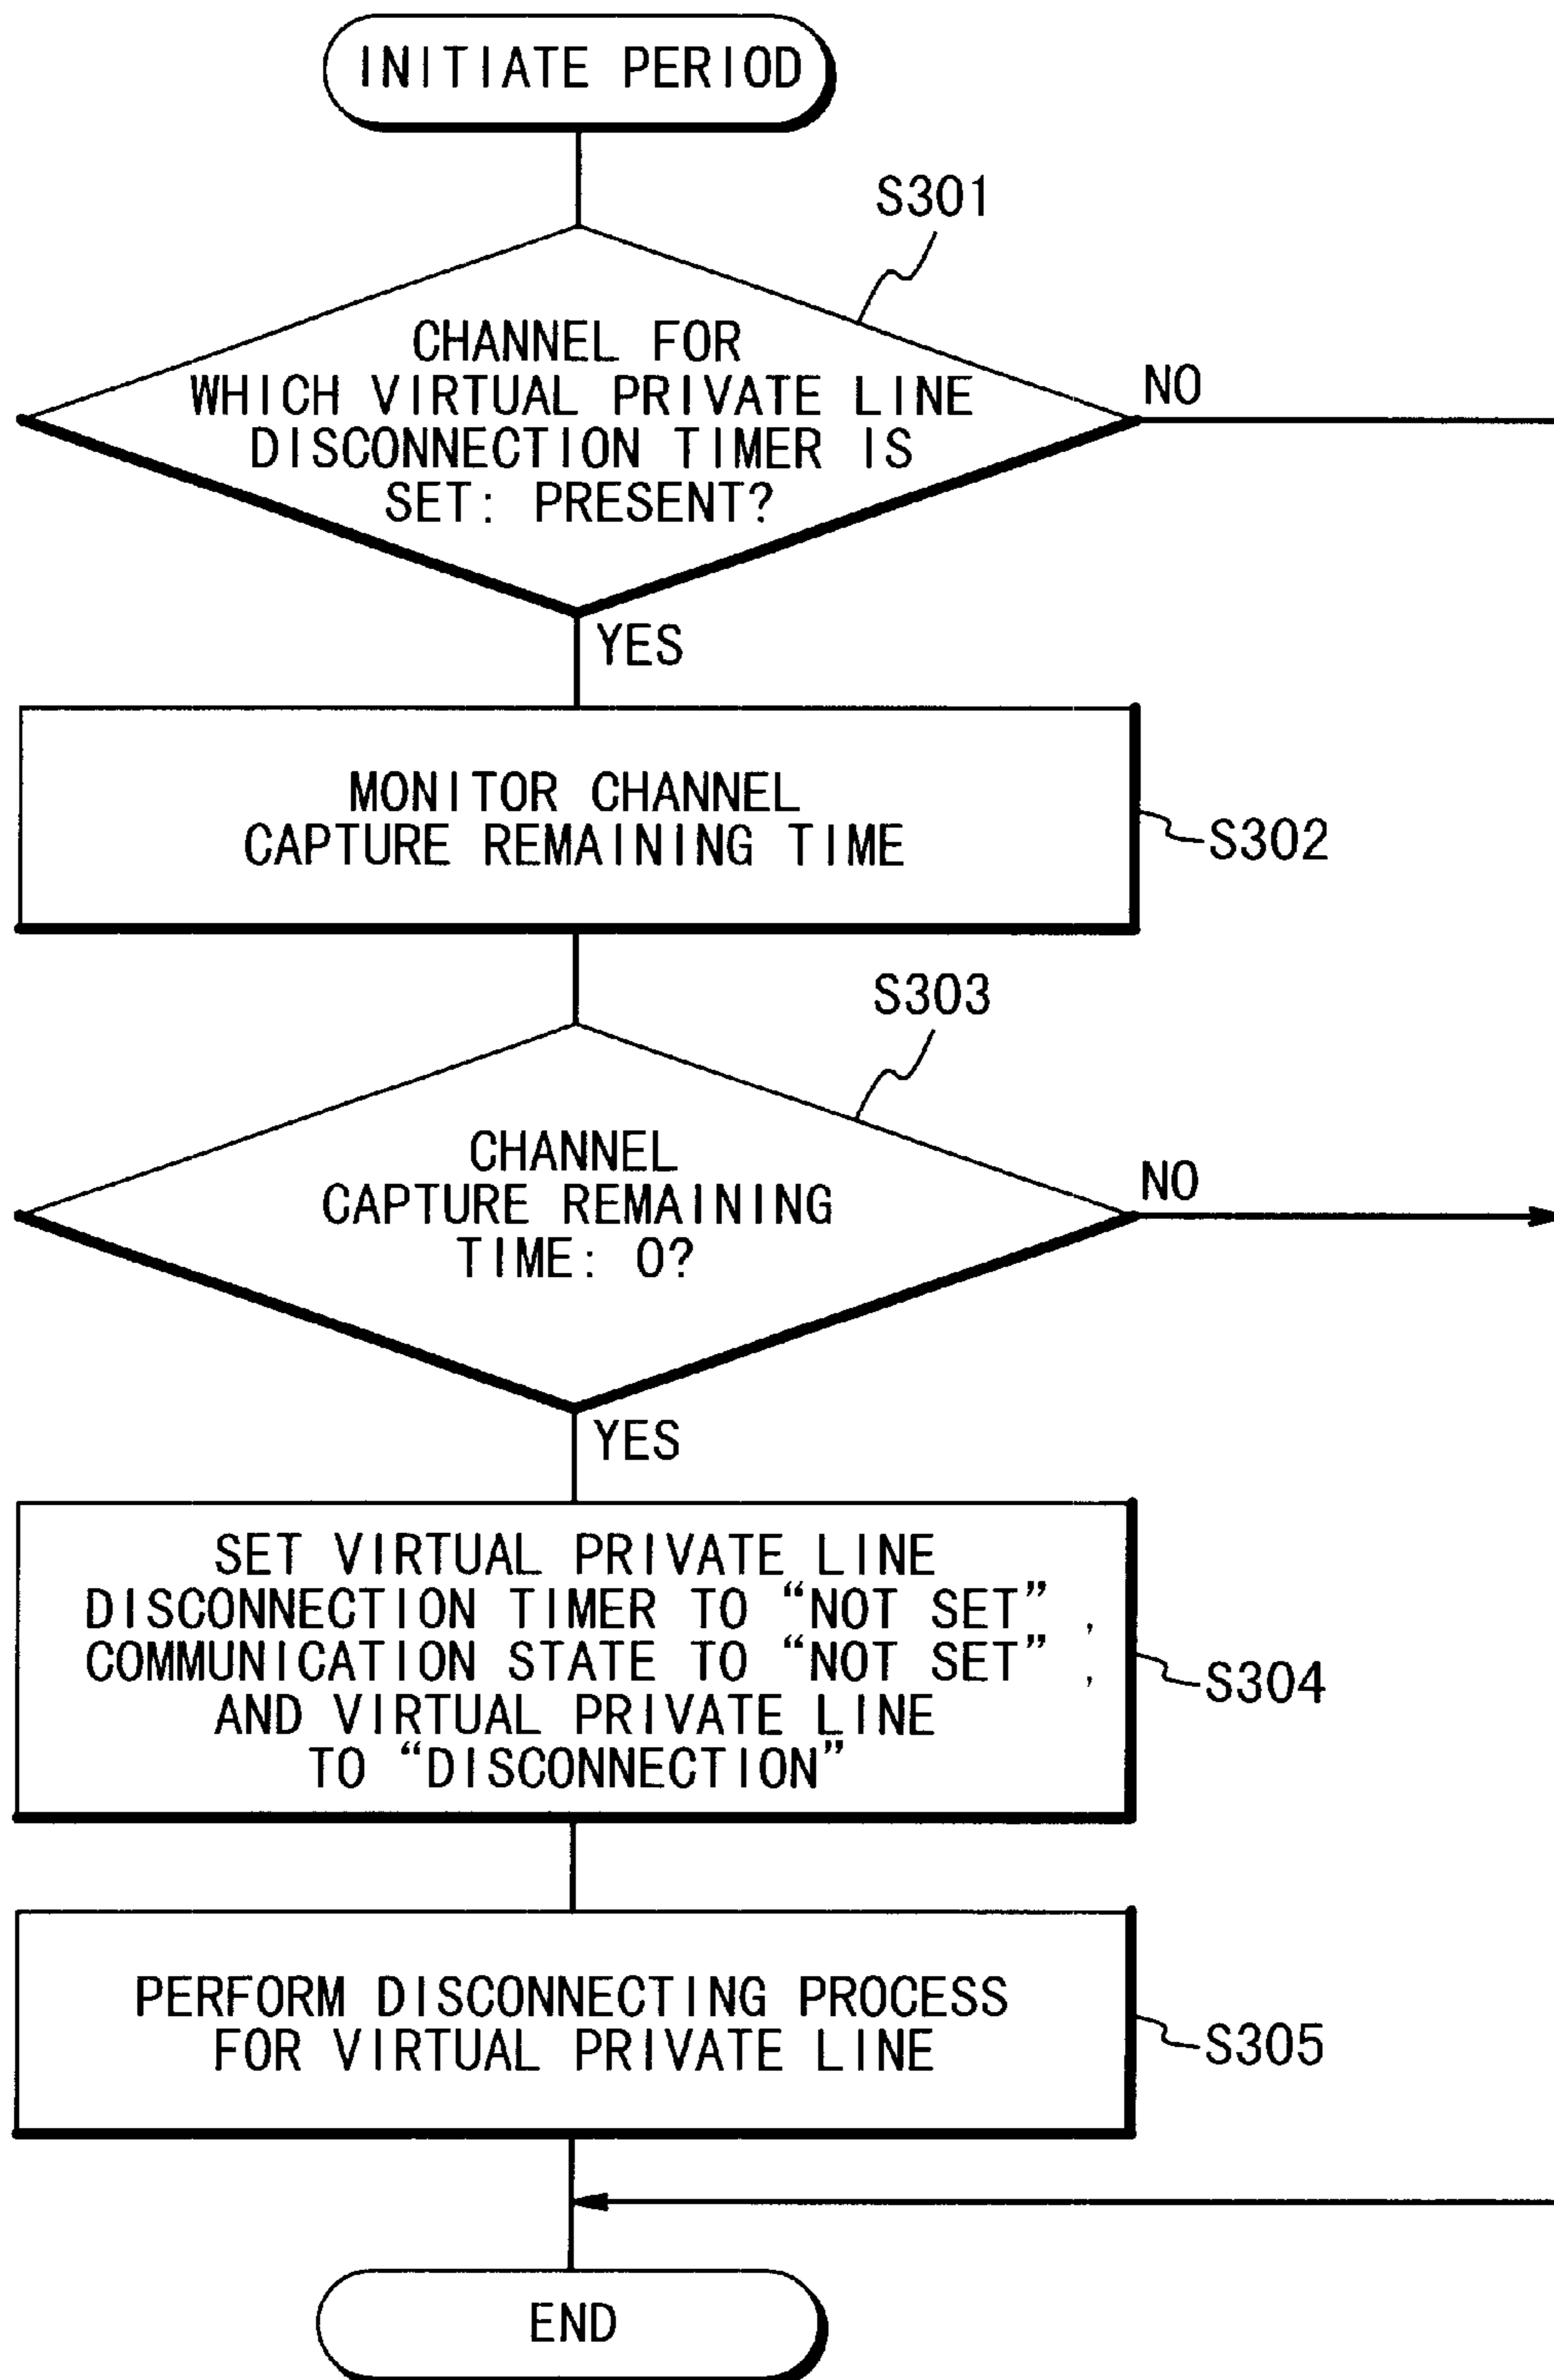 INITIATE PERIOD
S301
CHANNEL FOR
WHICH VIRTUAL PRIVATE LINE
DISCONNECTION TIMER IS
SET: PRESENT?
NO
YES
MONITOR CHANNEL
CAPTURE REMAINING TIME
S302
S303
CHANNEL
CAPTURE REMAINING
TIME: 0?
NO
YES
SET VIRTUAL PRIVATE LINE
DISCONNECTION TIMER TO “NOT SET”,
COMMUNICATION STATE TO “NOT SET”,
AND VIRTUAL PRIVATE LINE
TO “DISCONNECTION”
S304
PERFORM DISCONNECTING PROCESS
FOR VIRTUAL PRIVATE LINE
S305
END